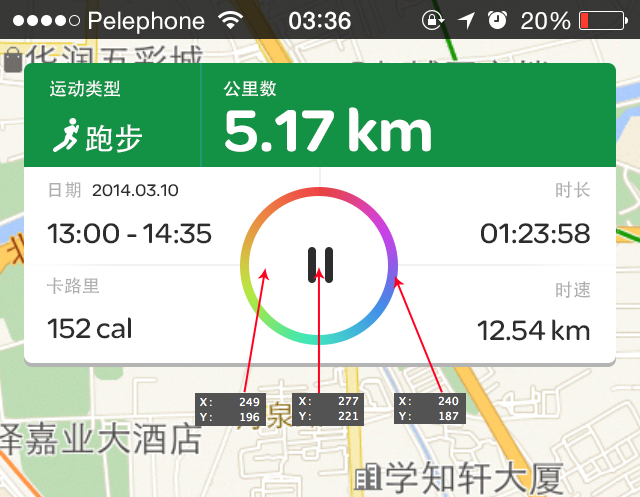 Pelephone 03:36 20%
华润五彩城
运动类型 公里数
跑步 5.17 km
日期 2014.03.10 时长
13:00 - 14:35 01:23:58
卡路里 时速
152 cal 12.54 km
X: 249 X: 277 X: 240
Y: 196 Y: 221 Y: 187
泉
泽嘉业大酒店
学知轩大厦